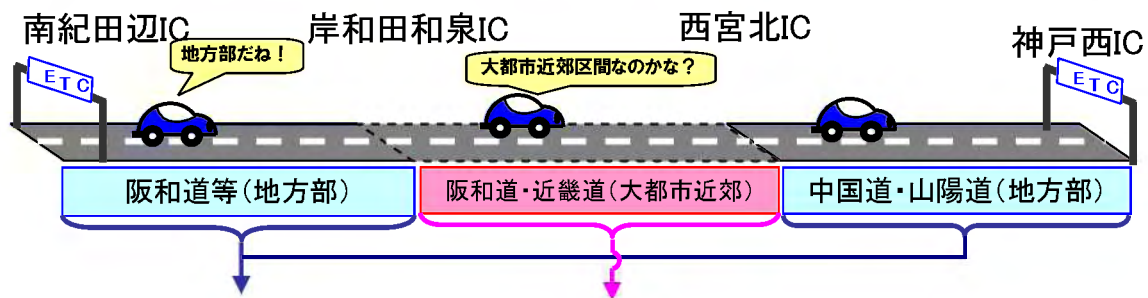 南紀田辺IC
岸和田和泉IC
西宮北IC
神戸西IC
地方部だね！
大都市近郊区間なのかな？
ETC
ETC
阪和道等(地方部)
阪和道・近畿道(大都市近郊)
中国道・山陽道(地方部)